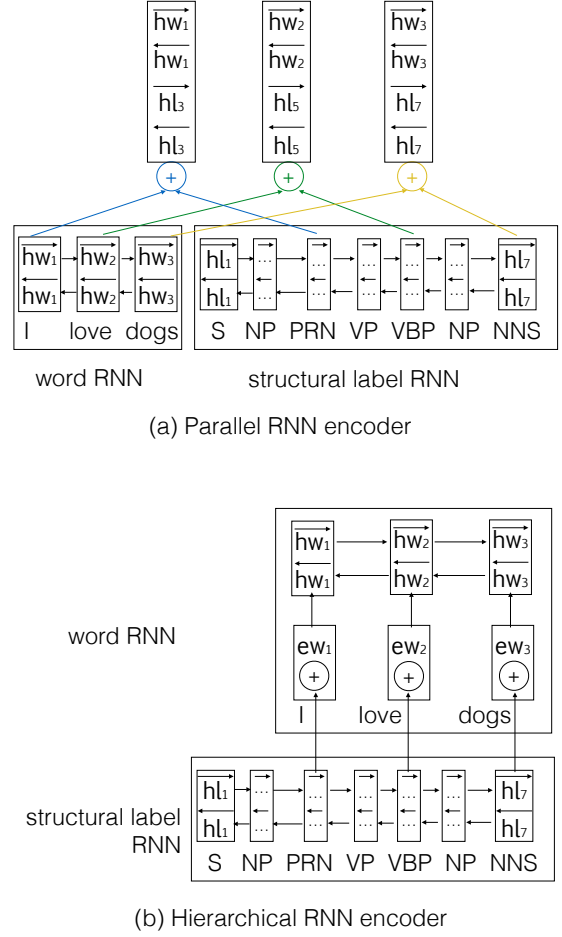 hw1 hw2 hw3
hw1 hw2 hw3
hl3 hl5 hl7
hl3 hl5 hl7
+ + +
hw1 hw2 hw3 hl1 ... ... ... ... ... hl7
hw1 hw2 hw3 hl1 ... ... ... ... ... hl7
I love dogs S NP PRN VP VBP NP NNS
word RNN structural label RNN
(a) Parallel RNN encoder
hw1 hw2 hw3
hw1 hw2 hw3
word RNN
ew1 ew2 ew3
+ + +
I love dogs
hl1 ... ... ... ... ... hl7
structural label
hl1 ... ... ... ... ... hl7
RNN
S NP PRN VP VBP NP NNS
(b) Hierarchical RNN encoder